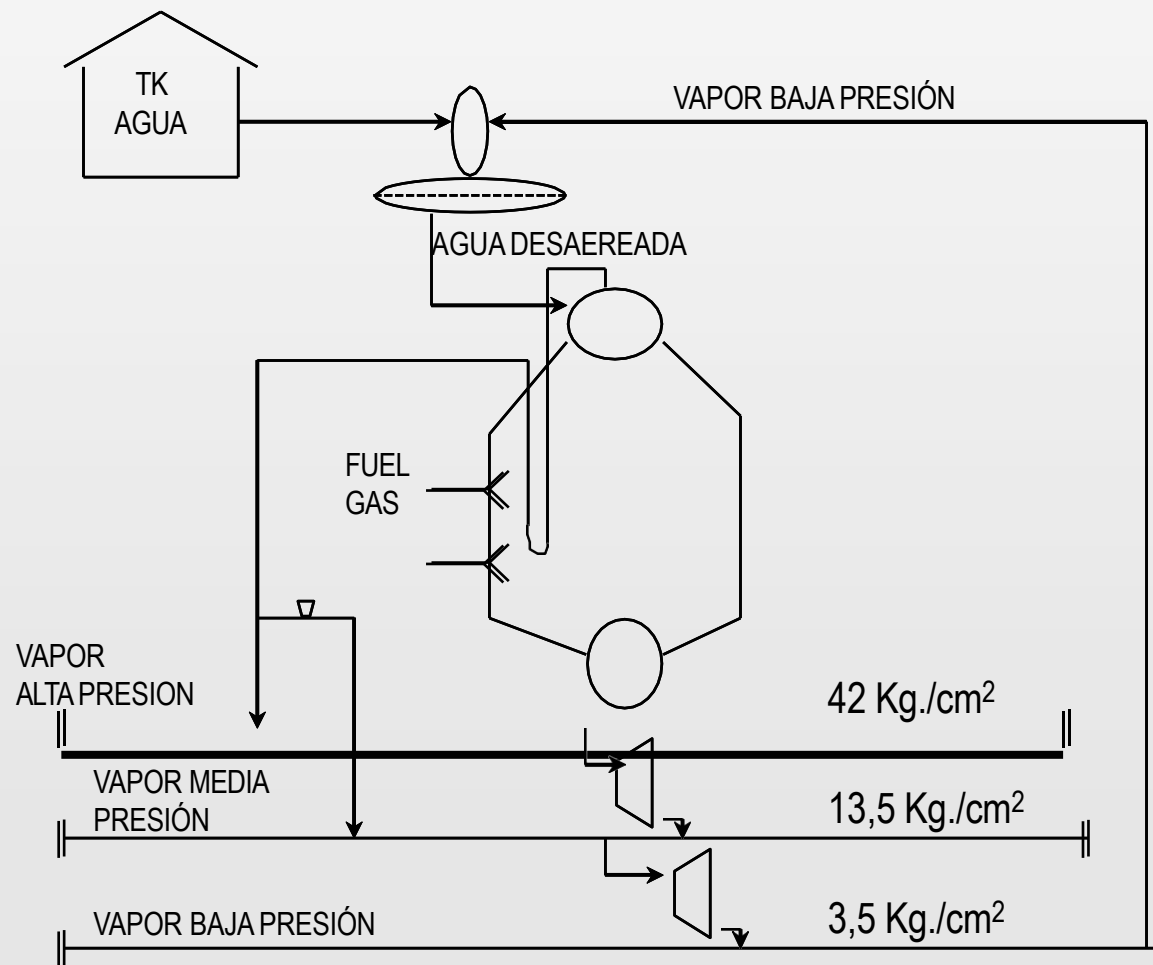 TK
AGUA
VAPOR BAJA PRESIÓN
AGUA DESAEREADA
FUEL
GAS
VAPOR
ALTA PRESION
42 Kg./cm²
VAPOR MEDIA
PRESIÓN
13,5 Kg./cm²
VAPOR BAJA PRESIÓN
3,5 Kg./cm²